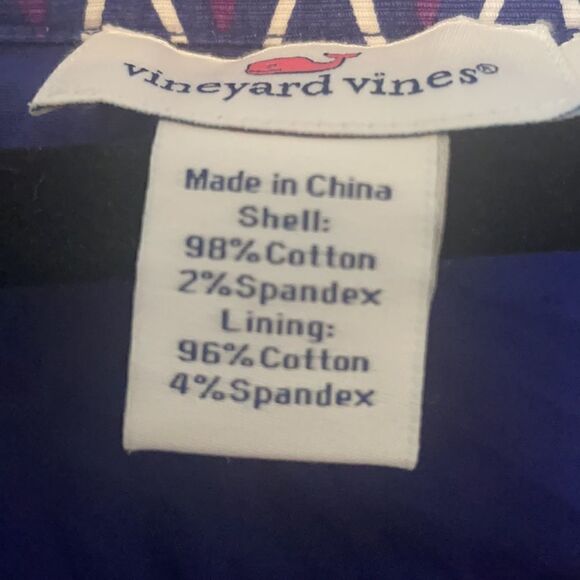 vineyard vines®
Made in China
Shell:
98% Cotton
2% Spandex
Lining:
96% Cotton
4% Spandex